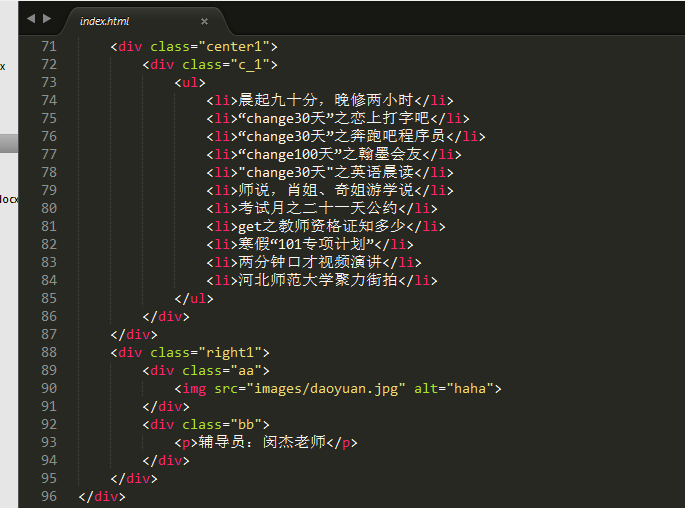 index.html ×
x
ocx
71 <div class="center1">
72 <div class="c_1">
73 <ul>
74 <li>晨起九十分，晚修两小时</li>
75 <li>“change30天”之恋上打字吧</li>
76 <li>“change30天”之奔跑吧程序员</li>
77 <li>“change100天”之翰墨会友</li>
78 <li>"change30天"之英语晨读</li>
79 <li>师说，肖姐、奇姐游学说</li>
80 <li>考试月之二十一天公约</li>
81 <li>get之教师资格证知多少</li>
82 <li>寒假“101专项计划”</li>
83 <li>两分钟口才视频演讲</li>
84 <li>河北师范大学聚力街拍</li>
85 </ul>
86 </div>
87 </div>
88 <div class="right1">
89 <div class="aa">
90 <img src="images/daoyuan.jpg" alt="haha">
91 </div>
92 <div class="bb">
93 <p>辅导员：闵杰老师</p>
94 </div>
95 </div>
96 </div>